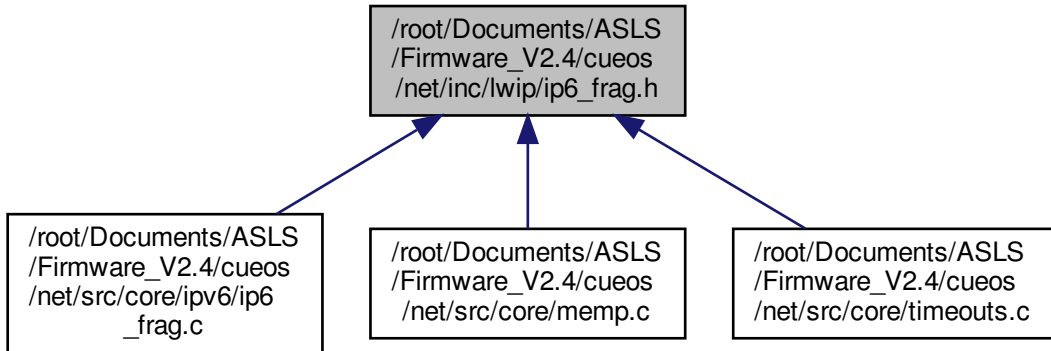 /root/Documents/ASLS
/Firmware_V2.4/cueos
/net/inc/lwip/ip6_frag.h
/root/Documents/ASLS
/Firmware_V2.4/cueos
/net/src/core/ipv6/ip6
_frag.c
/root/Documents/ASLS
/Firmware_V2.4/cueos
/net/src/core/memp.c
/root/Documents/ASLS
/Firmware_V2.4/cueos
/net/src/core/timeouts.c